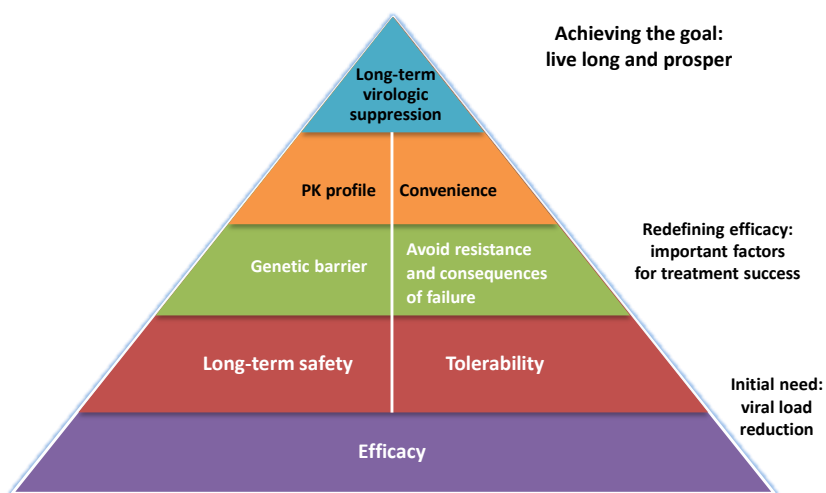 Achieving the goal:
live long and prosper
Long-term
virologic
suppression
PK profile
Convenience
Redefining efficacy:
important factors
for treatment success
Genetic barrier
Avoid resistance
and consequences
of failure
Long-term safety
Tolerability
Initial need:
viral load
reduction
Efficacy